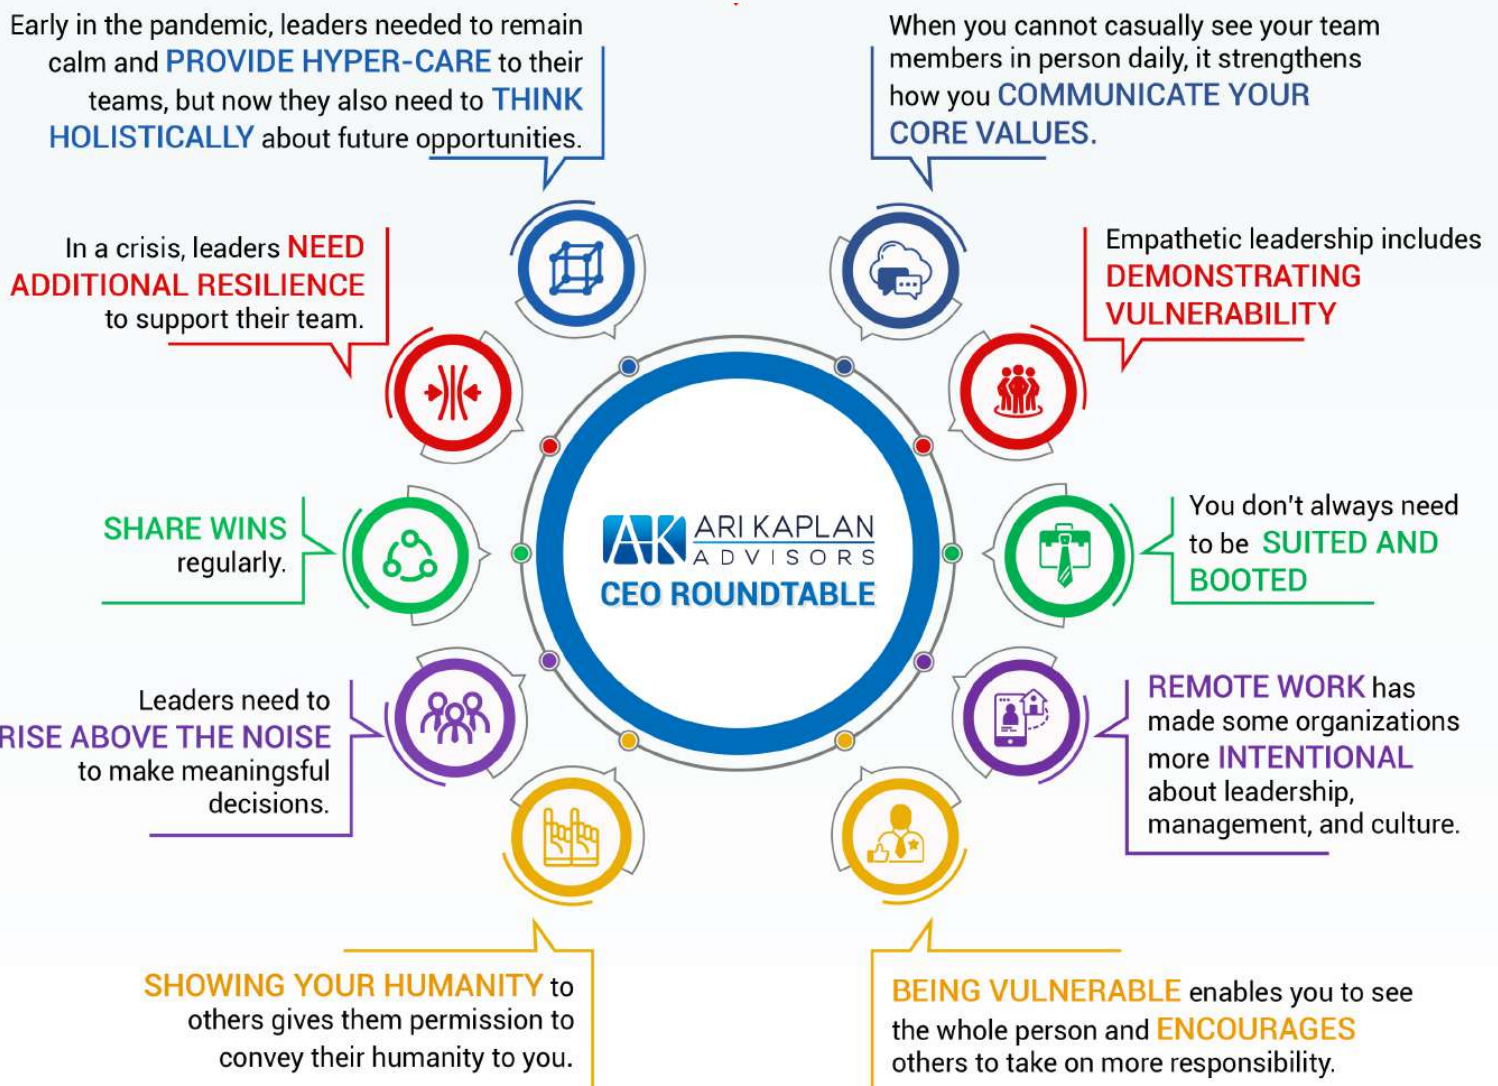 Early in the pandemic, leaders needed to remain
calm and PROVIDE HYPER-CARE to their
teams, but now they also need to THINK
HOLISTICALLY about future opportunities.
When you cannot casually see your team
members in person daily, it strengthens
how you COMMUNICATE YOUR
CORE VALUES.
In a crisis, leaders NEED
ADDITIONAL RESILIENCE
to support their team.
Empathetic leadership includes
DEMONSTRATING
VULNERABILITY
SHARE WINS
regularly.
AK ARI KAPLAN
ADVISORS
CEO ROUNDTABLE
You don't always need
to be SUITED AND
BOOTED
Leaders need to
RISE ABOVE THE NOISE
to make meaningsful
decisions.
REMOTE WORK has
made some organizations
more INTENTIONAL
about leadership,
management, and culture.
SHOWING YOUR HUMANITY to
others gives them permission to
convey their humanity to you.
BEING VULNERABLE enables you to see
the whole person and ENCOURAGES
others to take on more responsibility.